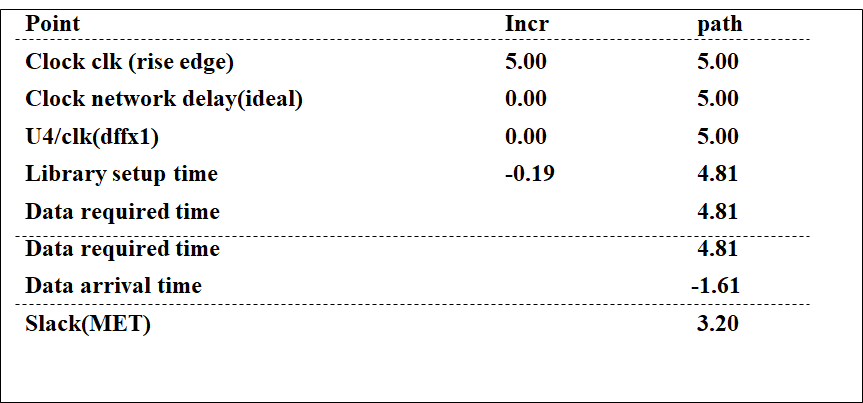 Point Incr path
Clock clk (rise edge) 5.00 5.00
Clock network delay(ideal) 0.00 5.00
U4/clk(dffx1) 0.00 5.00
Library setup time -0.19 4.81
Data required time 4.81
Data required time 4.81
Data arrival time -1.61
Slack(MET) 3.20